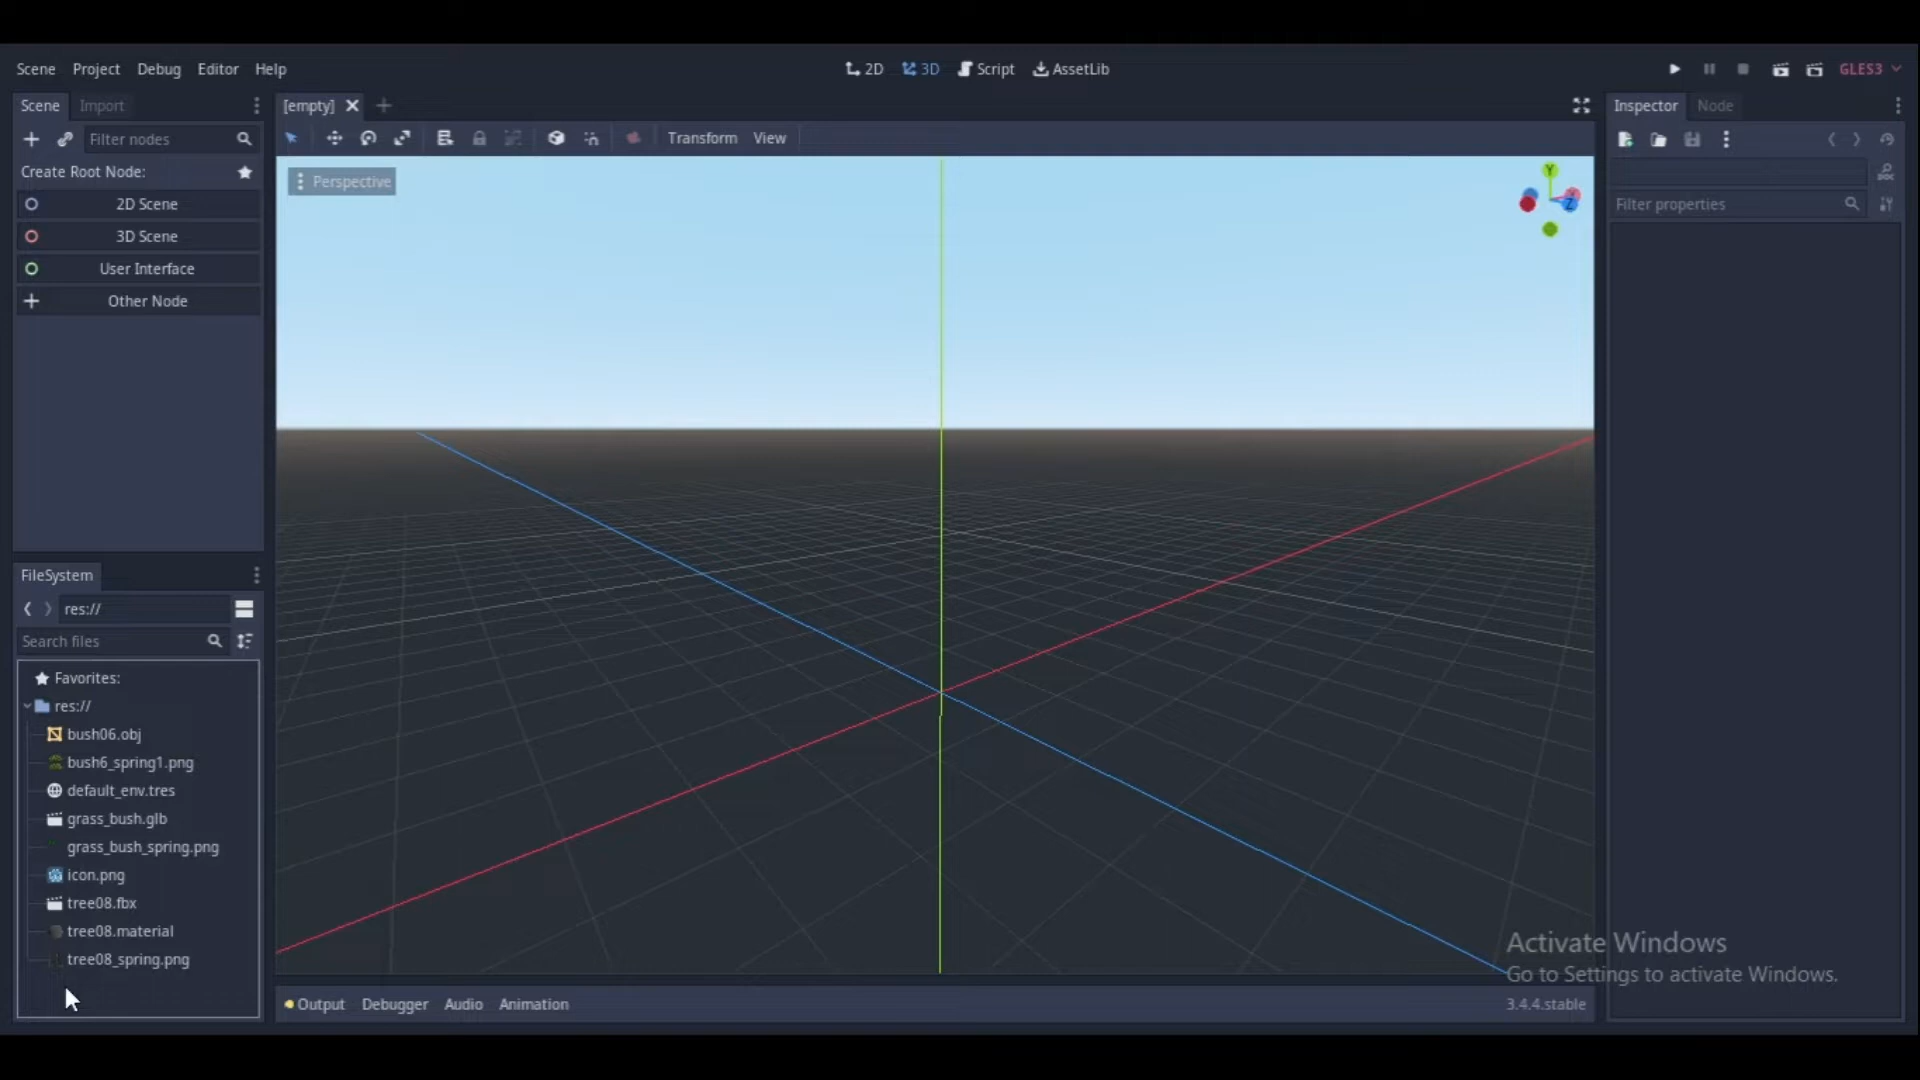 Scene Project Debug Editor Help
2D 3D Script AssetLib
GLES3
Scene Import
[empty]
Inspector Node
Filter nodes
Transform View
Create Root Node:
2D Scene
3D Scene
User Interface
Other Node
Perspective
Y
Z
Filter properties
FileSystem
res://
Search files
Favorites:
res://
bush06.obj
bush6_spring1.png
default_env.tres
grass_bush.glb
grass_bush_spring.png
icon.png
tree08.fbx
tree08.material
tree08_spring.png
Output Debugger Audio Animation
3.4.4.stable
Activate Windows
Go to Settings to activate Windows.